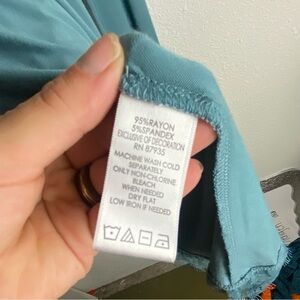 95%RAYON
5%SPANDEX
EXCLUSIVE OF DECORATION
RN 87935
MACHINE WASH COLD
SEPARATELY
ONLY NON-CHLORINE
BLEACH
WHEN NEEDED
DRY FLAT
LOW IRON IF NEEDED